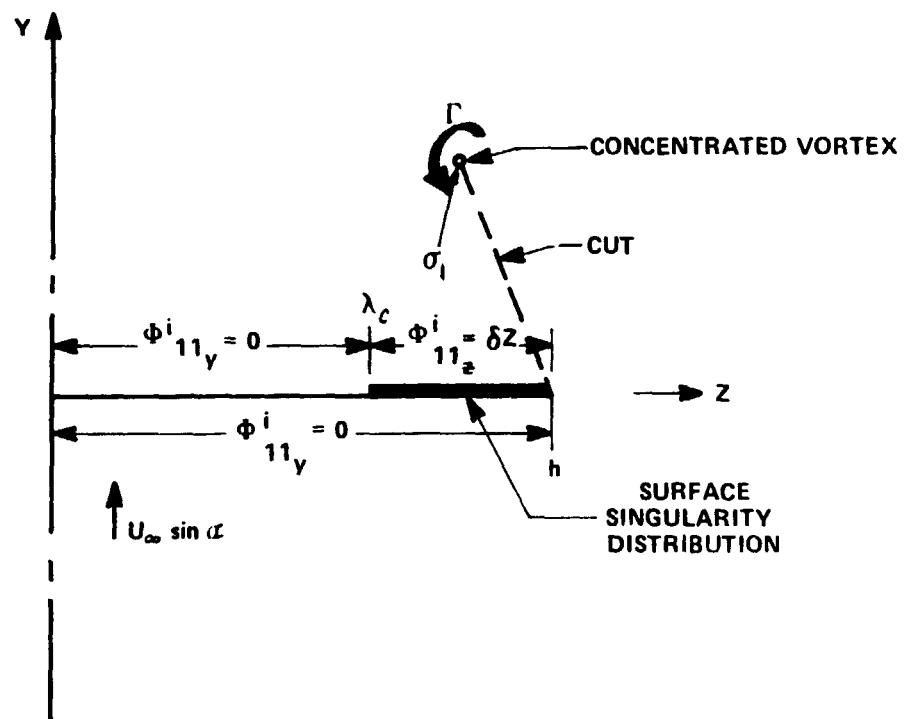 Y
Γ
CONCENTRATED VORTEX
σ₁
CUT
λc
Φⁱ₁₁y = 0
Φⁱ₁₁z = δZ
Z
Φⁱ₁₁y = 0
h
U∞ sin α
SURFACE
SINGULARITY
DISTRIBUTION